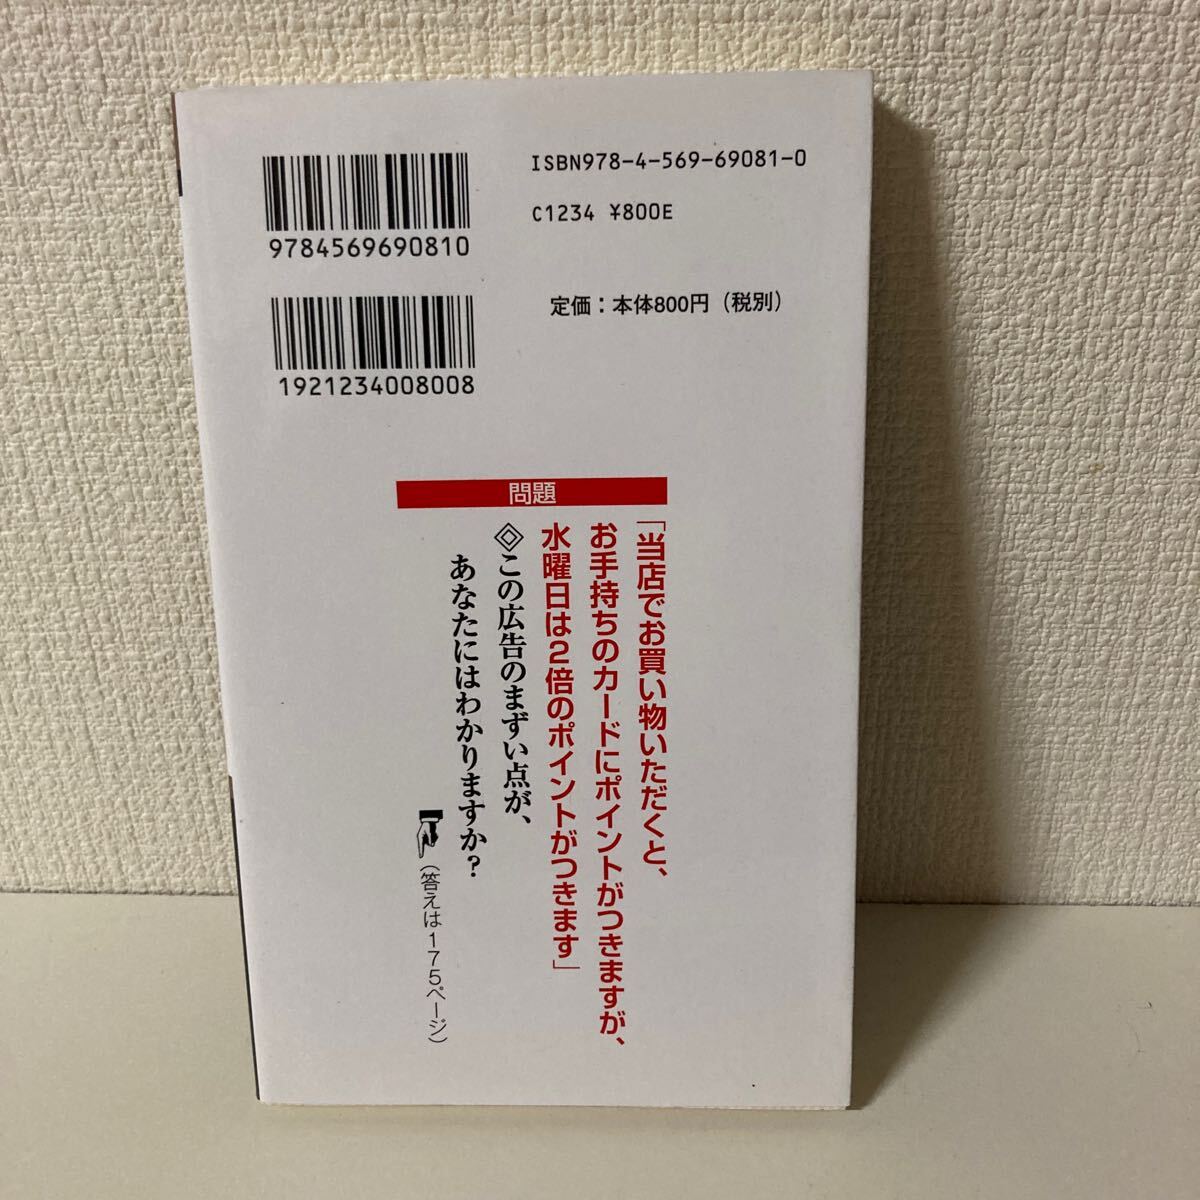 9784569690810
ISBN978-4-569-69081-0
C1234 ¥800E
1921234008008
定価：本体800円（税別）
問題
「当店でお買い物いただくと、
お手持ちのカードにポイントがつきますが、
水曜日は2倍のポイントがつきます」
◎この広告のまずい点が、
あなたにはわかりますか？
（答えは175ページ）